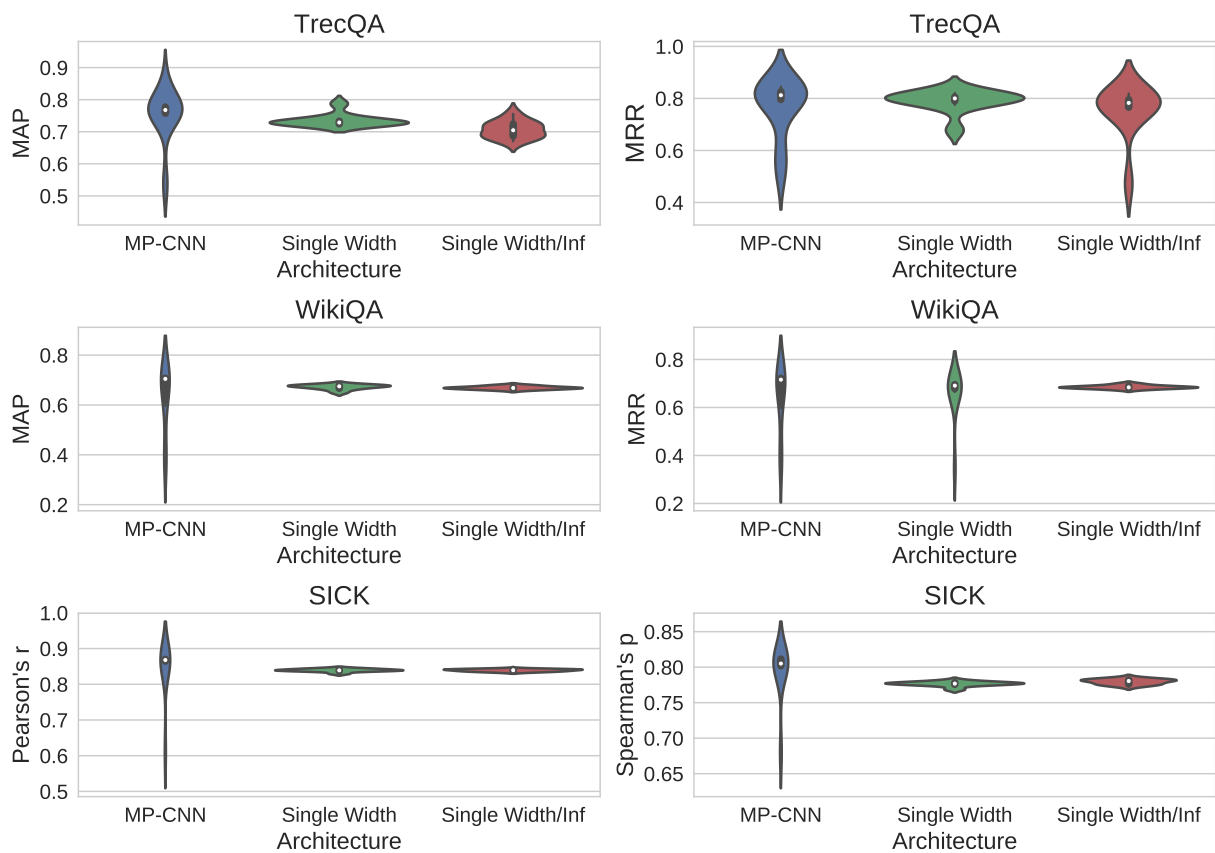 TrecQA
MAP
0.9
0.8
0.7
0.6
0.5
MP-CNN Single Width Single Width/Inf
Architecture
TrecQA
MRR
1.0
0.8
0.6
0.4
MP-CNN Single Width Single Width/Inf
Architecture
WikiQA
MAP
0.8
0.6
0.4
0.2
MP-CNN Single Width Single Width/Inf
Architecture
WikiQA
MRR
0.8
0.6
0.4
0.2
MP-CNN Single Width Single Width/Inf
Architecture
SICK
Pearson's r
1.0
0.9
0.8
0.7
0.6
0.5
MP-CNN Single Width Single Width/Inf
Architecture
SICK
Spearman's p
0.85
0.80
0.75
0.70
0.65
MP-CNN Single Width Single Width/Inf
Architecture